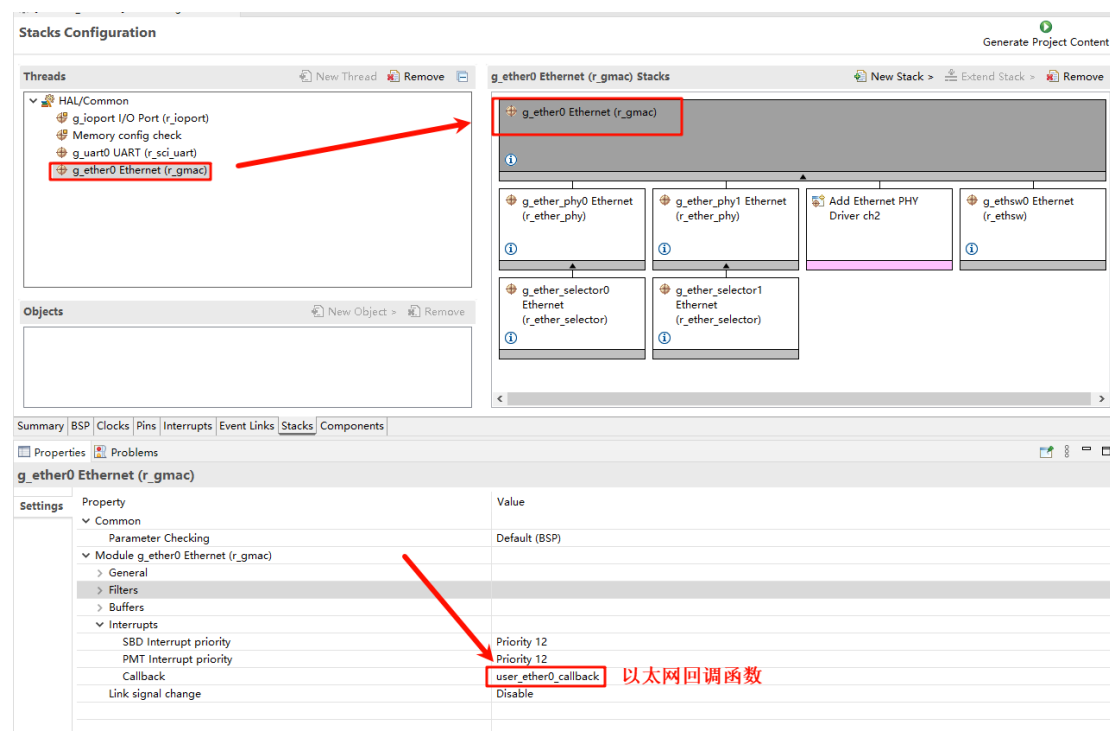 Stacks Configuration
Generate Project Content
Threads
New Thread
Remove
HAL/Common
g_ioport I/O Port (r_ioport)
Memory config check
g_uart0 UART (r_sci_uart)
g_ether0 Ethernet (r_gmac)
Objects
New Object >
Remove
g_ether0 Ethernet (r_gmac) Stacks
New Stack >
Extend Stack >
Remove
g_ether0 Ethernet (r_gmac)
g_ether_phy0 Ethernet
(r_ether_phy)
g_ether_phy1 Ethernet
(r_ether_phy)
Add Ethernet PHY
Driver ch2
g_ethsw0 Ethernet
(r_ethsw)
g_ether_selector0
Ethernet
(r_ether_selector)
g_ether_selector1
Ethernet
(r_ether_selector)
Summary BSP Clocks Pins Interrupts Event Links Stacks Components
Properties Problems
g_ether0 Ethernet (r_gmac)
Settings
Property Value
Common
Parameter Checking Default (BSP)
Module g_ether0 Ethernet (r_gmac)
General
Filters
Buffers
Interrupts
SBD Interrupt priority Priority 12
PMT Interrupt priority Priority 12
Callback user_ether0_callback 以太网回调函数
Link signal change Disable